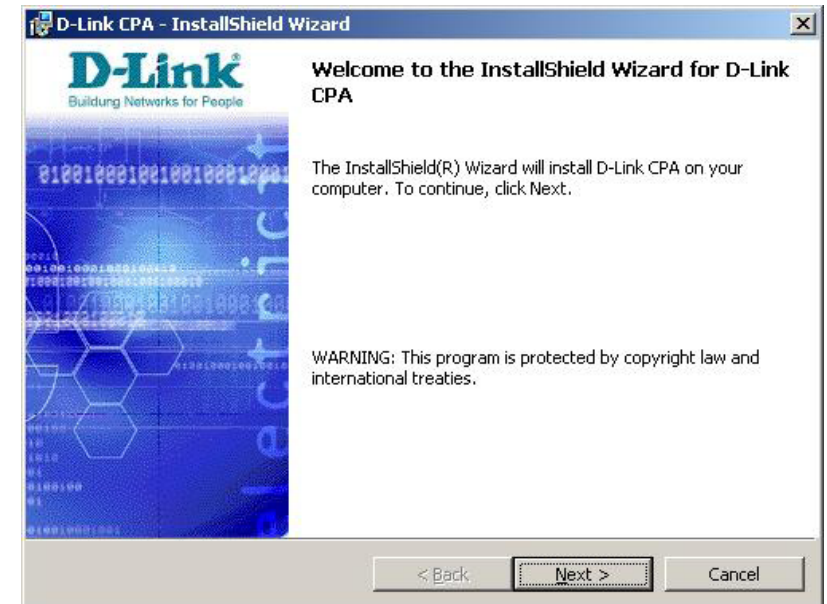 D-Link CPA - InstallShield Wizard
D-Link
Buildung Networks for People
Welcome to the InstallShield Wizard for D-Link
CPA
The InstallShield(R) Wizard will install D-Link CPA on your
computer. To continue, click Next.
WARNING: This program is protected by copyright law and
international treaties.
electric
< Back
Next >
Cancel